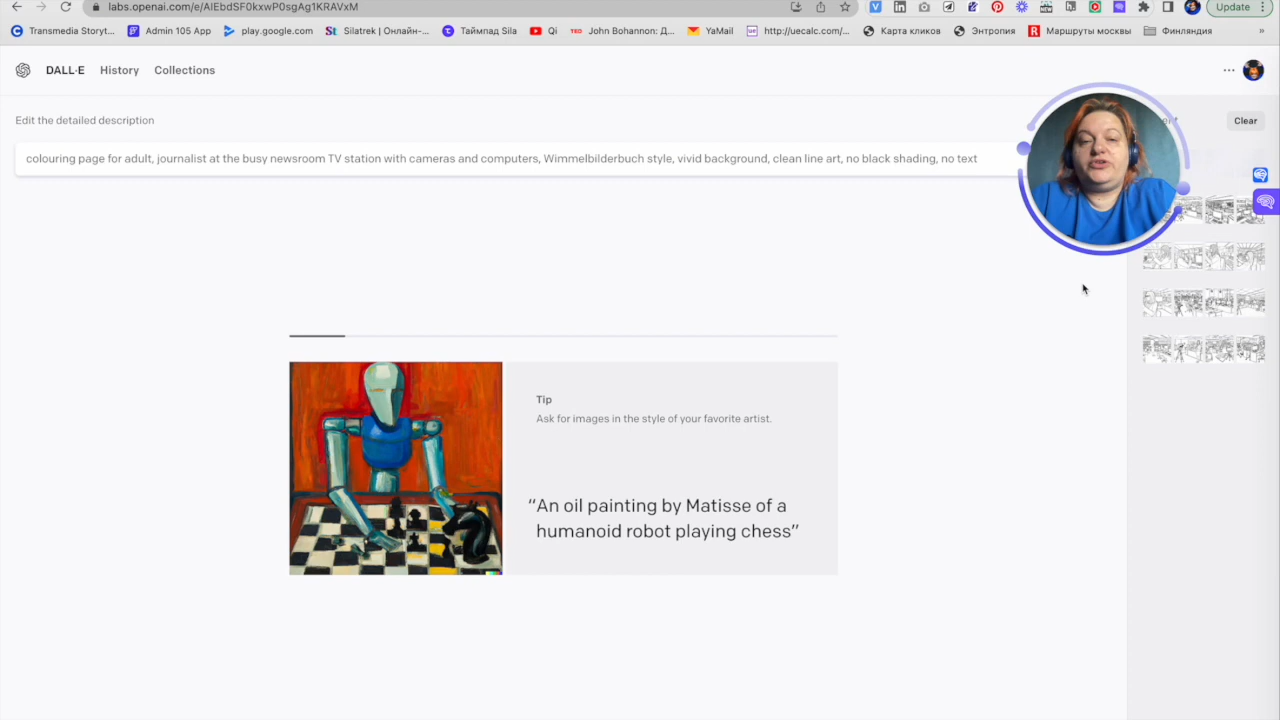 labs.openai.com/e/AIEbdSF0kxwP0sgAg1KRAVxM
Update
Transmedia Storyt...
Admin 105 App
play.google.com
Silatrek | Онлайн-...
Таймпад Sila
Qi
TED
John Bohannon: Д...
YaMail
http://uecalc.com/...
Карта кликов
Энтропия
Маршруты москвы
Финляндия
»
DALL·E
History
Collections
Edit the detailed description
Clear
colouring page for adult, journalist at the busy newsroom TV station with cameras and computers, Wimmelbilderbuch style, vivid background, clean line art, no black shading, no text
Tip
Ask for images in the style of your favorite artist.
“An oil painting by Matisse of a
humanoid robot playing chess”